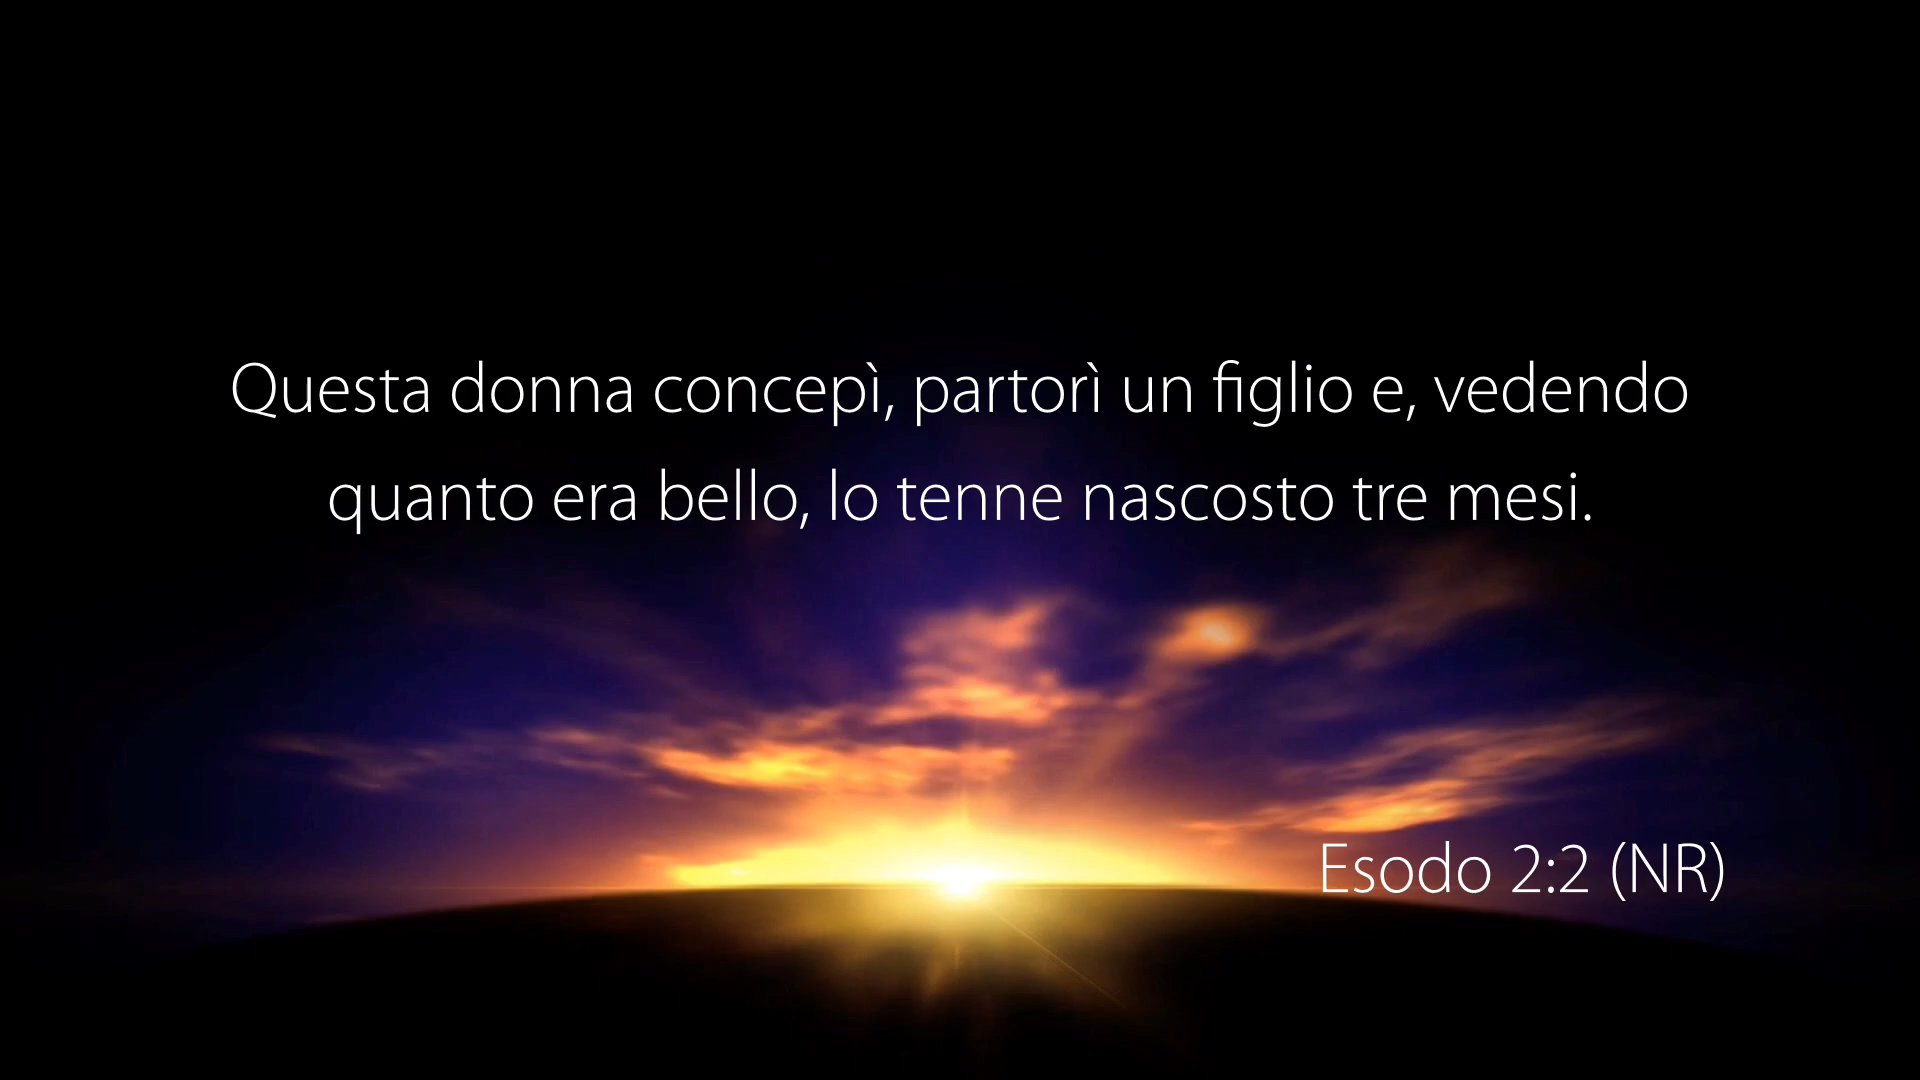 Questa donna concepì, partorì un figlio e, vedendo
quanto era bello, lo tenne nascosto tre mesi.
Esodo 2:2 (NR)